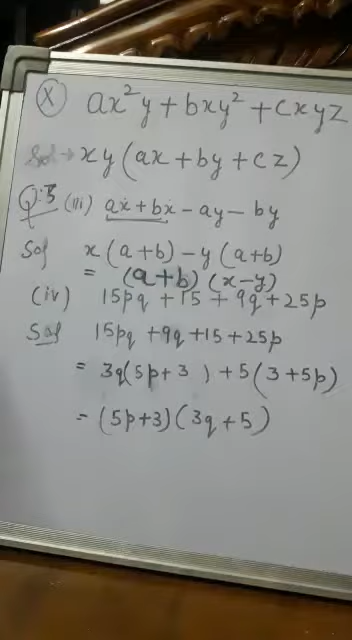 (x) ax²y + bxy² + cxyz
Sol → xy (ax + by + cz)
Q.3 (iii) ax + bx - ay - by
Sol x (a+b) - y (a+b)
= (a+b) (x-y)
(iv) 15pq + 15 + 9q + 25p
Sol 15pq + 9q + 15 + 25p
= 3q(5p+3) + 5(3+5p)
= (5p+3)(3q+5)